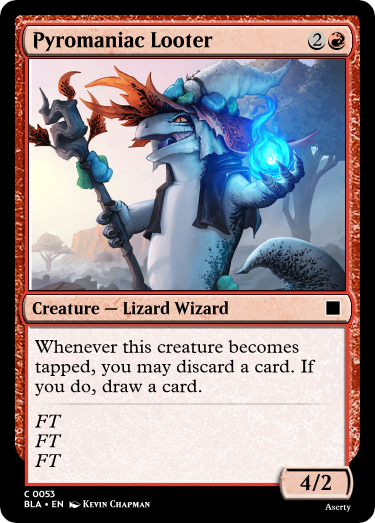 Pyromaniac Looter 2
Creature — Lizard Wizard
Whenever this creature becomes
tapped, you may discard a card. If
you do, draw a card.
FT
FT
FT
4/2
C 0053
BLA • EN Kevin Chapman
Aserty